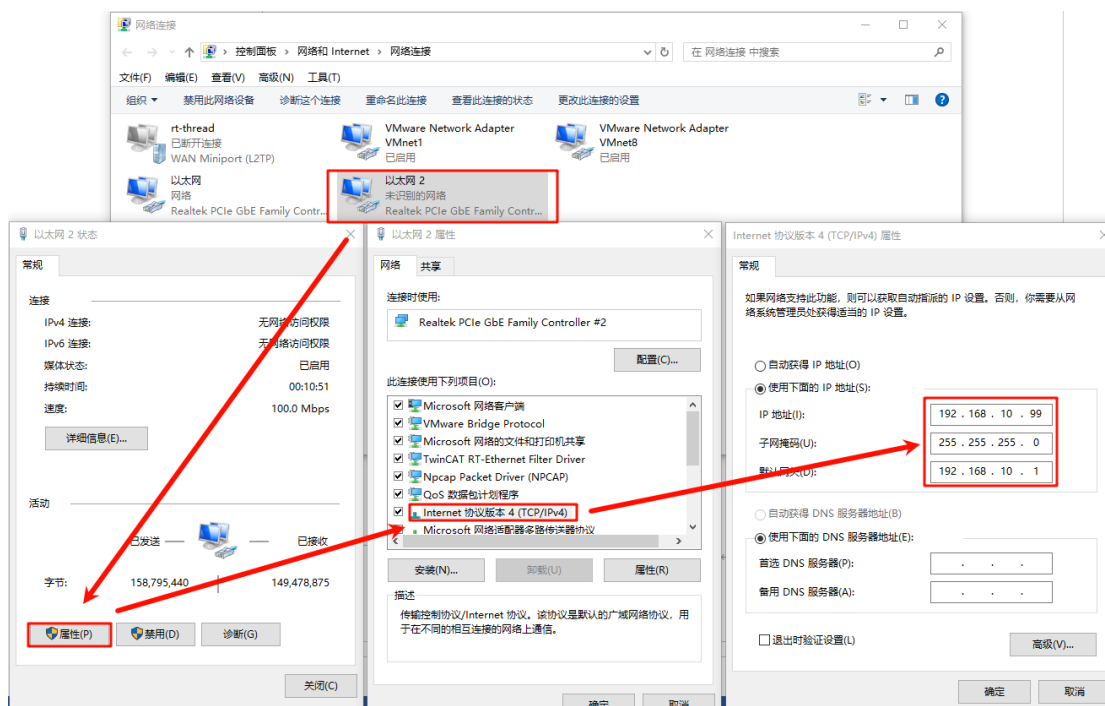 网络连接
控制面板 › 网络和 Internet › 网络连接
在 网络连接 中搜索
文件(F) 编辑(E) 查看(V) 高级(N) 工具(T)
组织 禁用此网络设备 诊断这个连接 重命名此连接 查看此连接的状态 更改此连接的设置
rt-thread
已断开连接
WAN Miniport (L2TP)
VMware Network Adapter
VMnet1
已启用
VMware Network Adapter
VMnet8
已启用
以太网
网络
Realtek PCIe GbE Family Contr...
以太网 2
未识别的网络
Realtek PCIe GbE Family Contr...
以太网 2 状态
常规
连接
IPv4 连接: 无网络访问权限
IPv6 连接: 无网络访问权限
媒体状态: 已启用
持续时间: 00:10:51
速度: 100.0 Mbps
详细信息(E)...
活动
已发送 — — 已接收
字节: 158,795,440 149,478,875
属性(P) 禁用(D) 诊断(G)
关闭(C)
以太网 2 属性
网络 共享
连接时使用:
Realtek PCIe GbE Family Controller #2
配置(C)...
此连接使用下列项目(O):
Microsoft 网络客户端
VMware Bridge Protocol
Microsoft 网络的文件和打印机共享
TwinCAT RT-Ethernet Filter Driver
Npcap Packet Driver (NPCAP)
QoS 数据包计划程序
Internet 协议版本 4 (TCP/IPv4)
Microsoft 网络适配器多路传送器协议
安装(N)... 卸载(U) 属性(R)
描述
传输控制协议/Internet 协议。该协议是默认的广域网络协议，用
于在不同的相互连接的网络上通信。
确定 取消
Internet 协议版本 4 (TCP/IPv4) 属性
常规
如果网络支持此功能，则可以获取自动指派的 IP 设置。否则，你需要从网
络系统管理员处获得适当的 IP 设置。
自动获得 IP 地址(O)
使用下面的 IP 地址(S):
IP 地址(I): 192 . 168 . 10 . 99
子网掩码(U): 255 . 255 . 255 . 0
默认网关(D): 192 . 168 . 10 . 1
自动获得 DNS 服务器地址(B)
使用下面的 DNS 服务器地址(E):
首选 DNS 服务器(P): . . .
备用 DNS 服务器(A): . . .
退出时验证设置(L)
高级(V)...
确定 取消